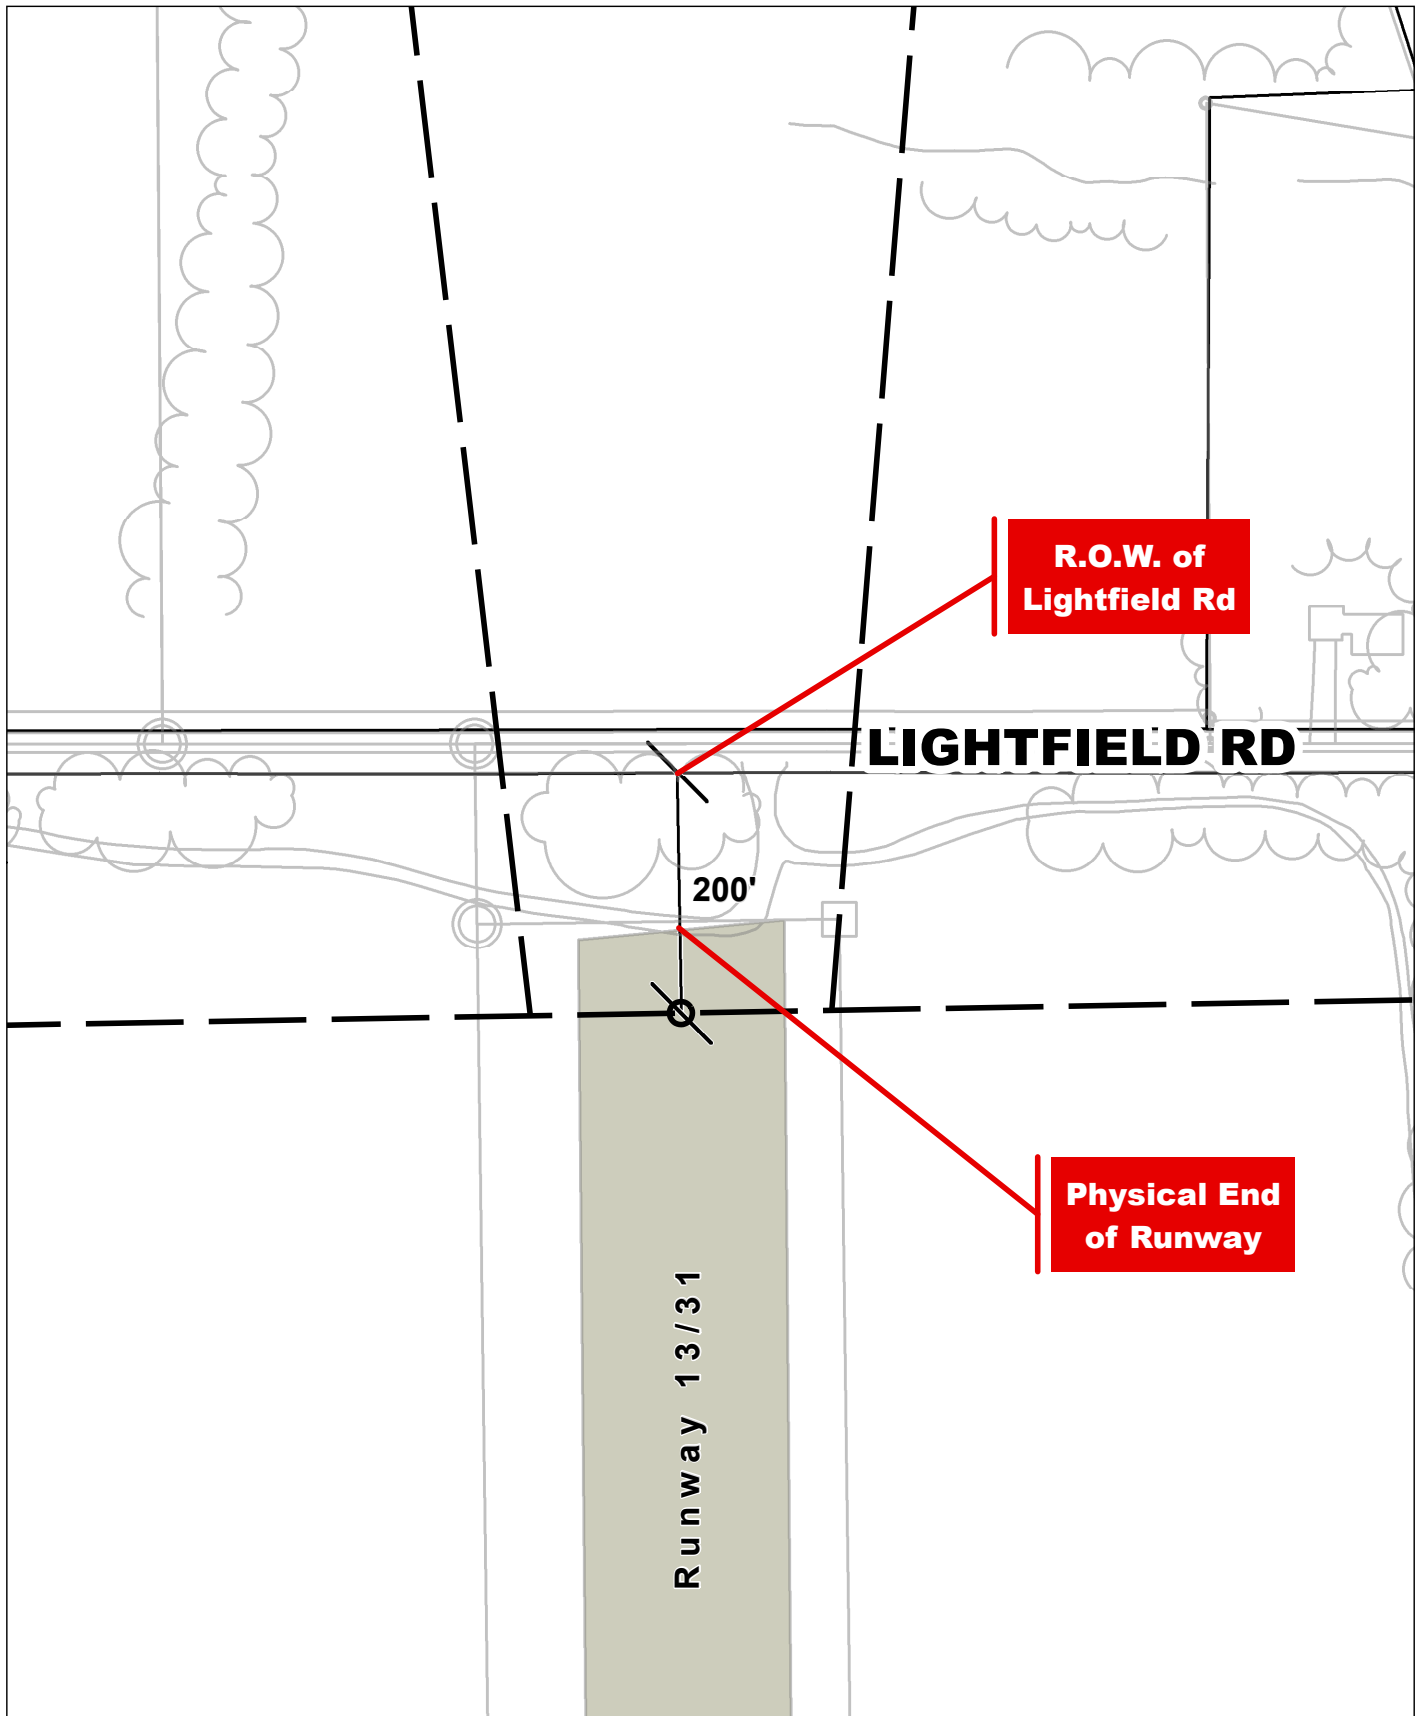 R.O.W. of
Lightfield Rd
LIGHTFIELD RD
200'
Physical End
of Runway
Runway 13/31